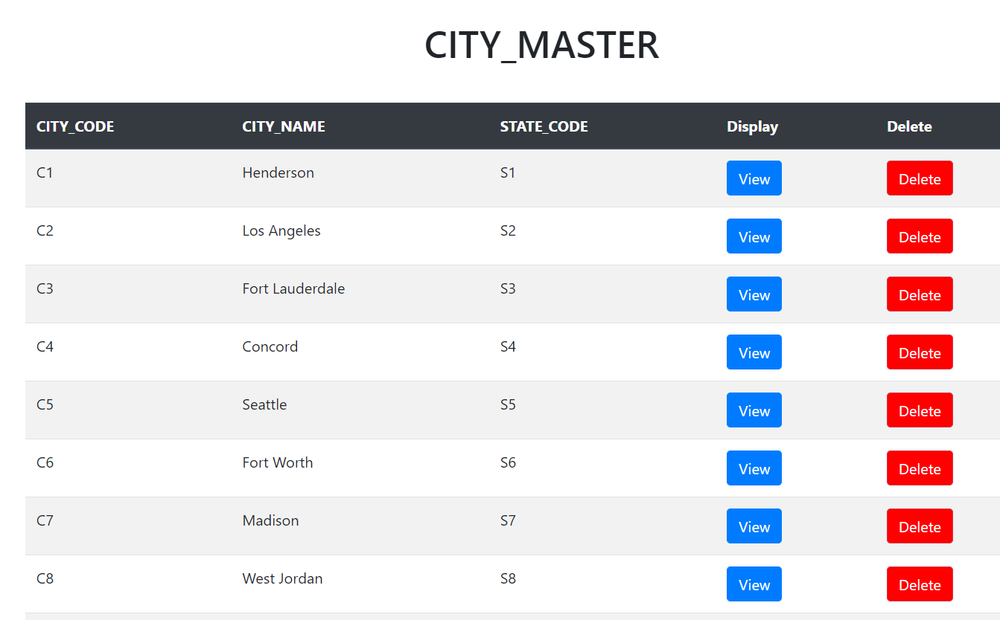 CITY_MASTER
CITY_CODE CITY_NAME STATE_CODE Display Delete
C1 Henderson S1 View Delete
C2 Los Angeles S2 View Delete
C3 Fort Lauderdale S3 View Delete
C4 Concord S4 View Delete
C5 Seattle S5 View Delete
C6 Fort Worth S6 View Delete
C7 Madison S7 View Delete
C8 West Jordan S8 View Delete